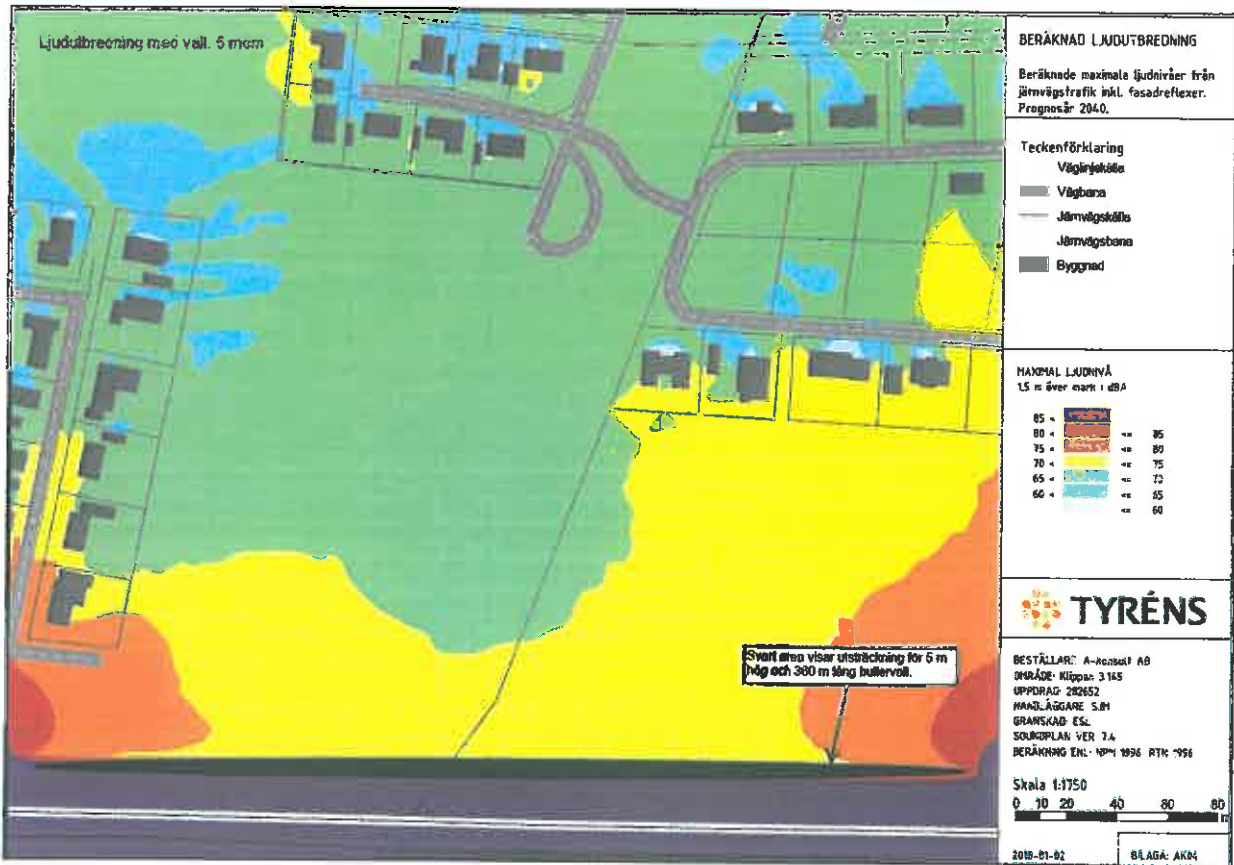 Ljudutbredning med vall. 5 mom
BERÄKNAD LJUDUTBREDNING
Beräknade maximala ljudnivåer från
järnvägstrafik inkl. fasadreflexer.
Prognosår 2040.
Teckenförklaring
Väglinjekälla
Vägbana
Järnvägskälla
Järnvägsbana
Byggnad
MAXIMAL LJUDNIVÅ
1,5 m över mark i dBA
85 <
80 < <= 85
75 < <= 80
70 < <= 75
65 < <= 70
60 < <= 65
<= 60
TYRÉNS
Svart area visar utsträckning för 5 m
hög och 360 m lång bullervall.
BESTÄLLARE: A-konsult AB
OMRÅDE: Klippan 3:145
UPPDRAG: 282652
HANDLÄGGARE SJH
GRANSKAD: ESL
SOUNDPLAN VER 7.4
BERÄKNING ENL: NPM 1996 RTN 1996
Skala 1:1750
0 10 20 40 60 80
m
BILAGA: AK04